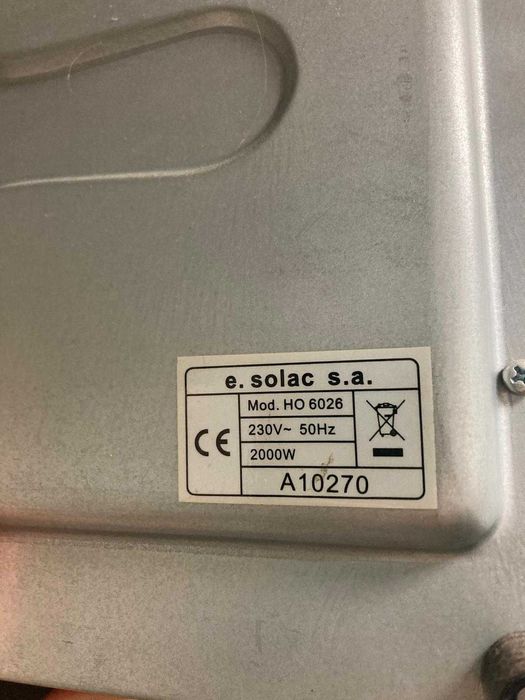 e. solac s.a.
CE
Mod. HO 6026
230V~ 50Hz
2000W
A10270